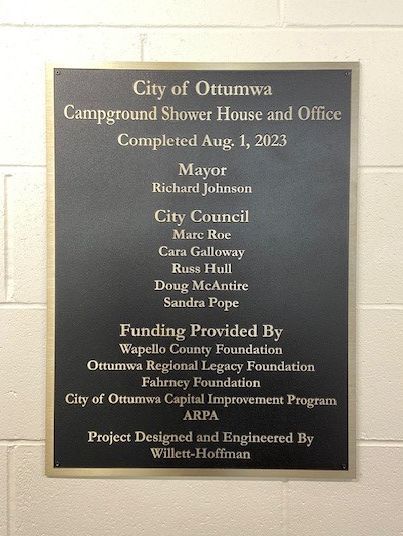 City of Ottumwa
Campground Shower House and Office
Completed Aug. 1, 2023
Mayor
Richard Johnson
City Council
Marc Roe
Cara Galloway
Russ Hull
Doug McAntire
Sandra Pope
Funding Provided By
Wapello County Foundation
Ottumwa Regional Legacy Foundation
Fahrney Foundation
City of Ottumwa Capital Improvement Program
ARPA
Project Designed and Engineered By
Willett-Hoffman